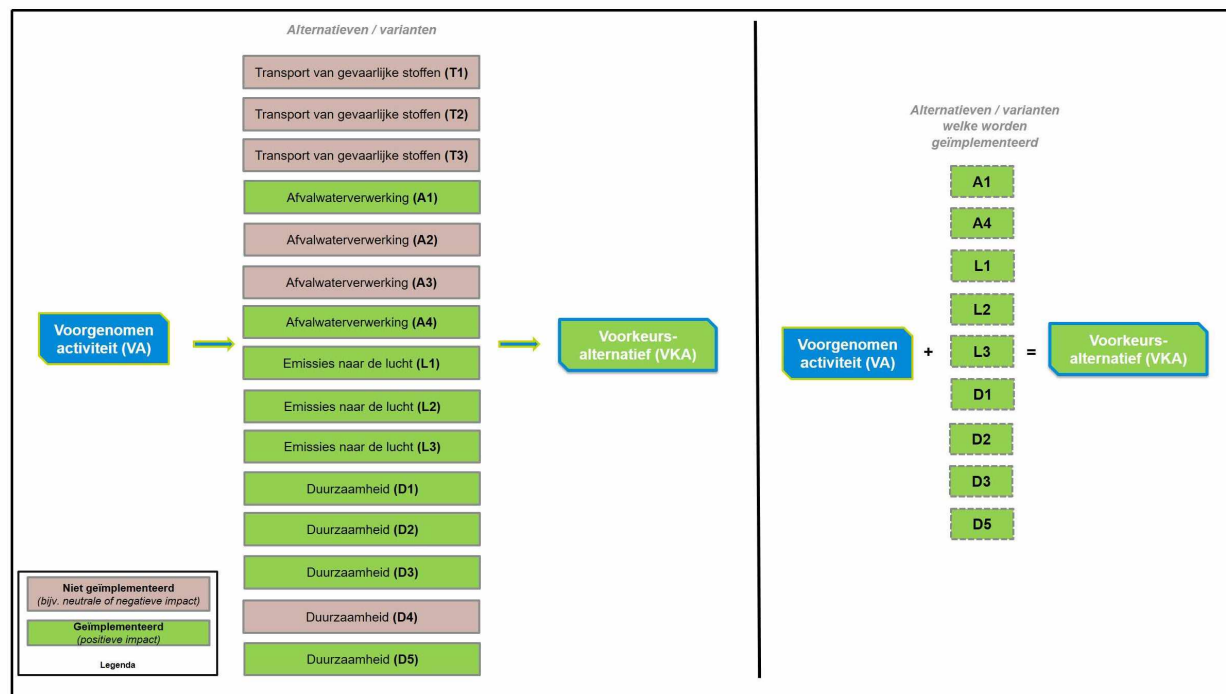 Alternatieven / varianten
Transport van gevaarlijke stoffen (T1)
Transport van gevaarlijke stoffen (T2)
Transport van gevaarlijke stoffen (T3)
Afvalwaterverwerking (A1)
Afvalwaterverwerking (A2)
Afvalwaterverwerking (A3)
Afvalwaterverwerking (A4)
Emissies naar de lucht (L1)
Emissies naar de lucht (L2)
Emissies naar de lucht (L3)
Duurzaamheid (D1)
Duurzaamheid (D2)
Duurzaamheid (D3)
Duurzaamheid (D4)
Duurzaamheid (D5)
Voorgenomen
activiteit (VA)
Voorkeurs-
alternatief (VKA)
Niet geïmplementeerd
(bijv. neutrale of negatieve impact)
Geïmplementeerd
(positieve impact)
Legenda
Alternatieven / varianten
welke worden
geïmplementeerd
A1
A4
L1
L2
L3
D1
D2
D3
D5
Voorgenomen
activiteit (VA)
+
=
Voorkeurs-
alternatief (VKA)